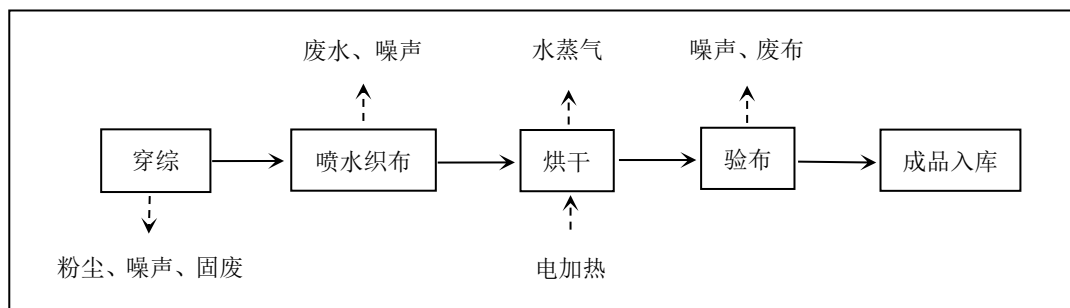 废水、噪声
水蒸气
噪声、废布
穿综
喷水织布
烘干
验布
成品入库
粉尘、噪声、固废
电加热